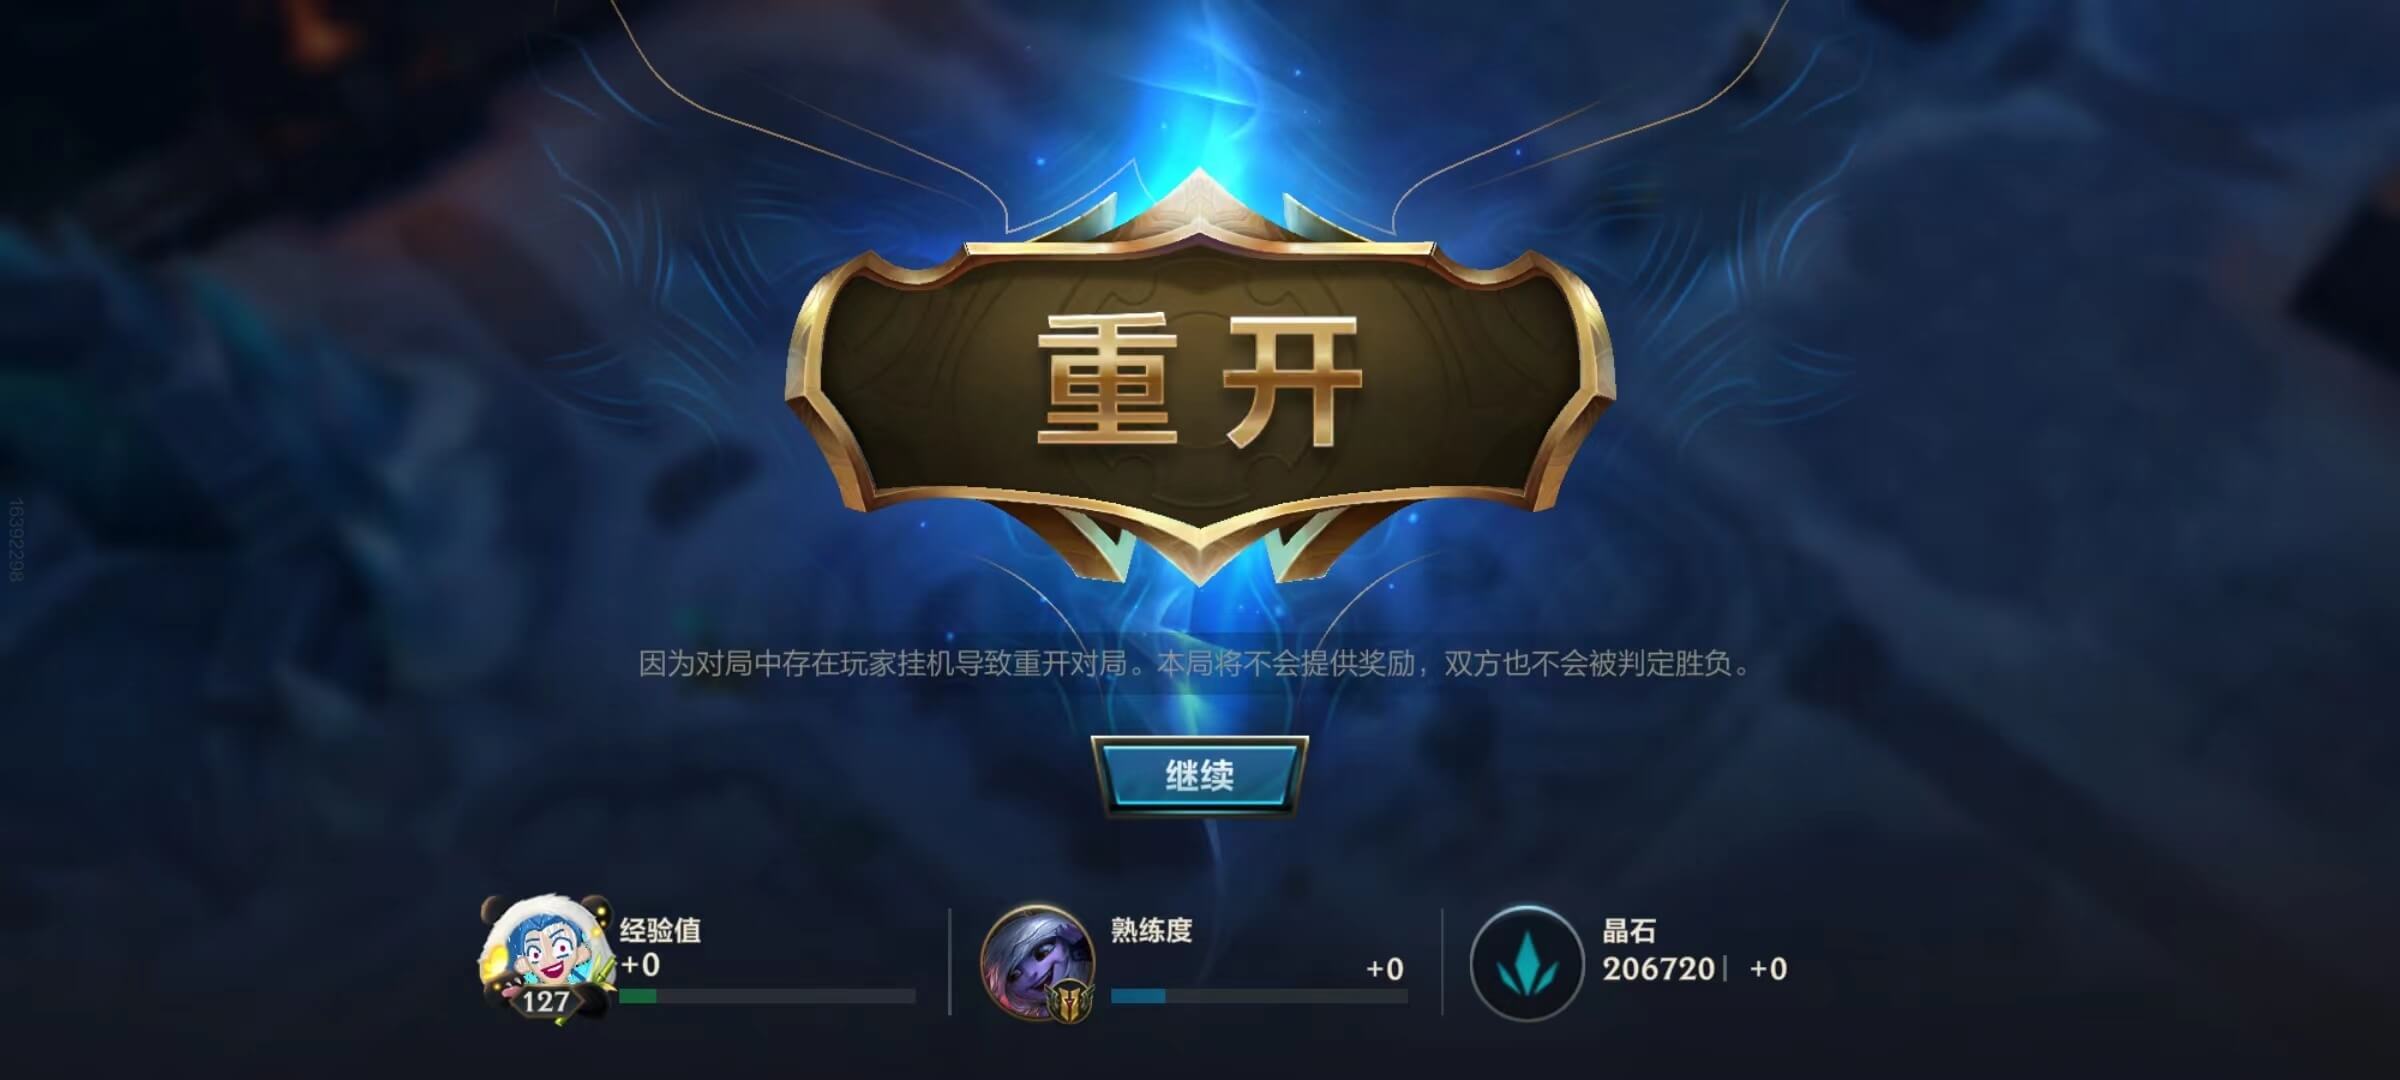 重开
因为对局中存在玩家挂机导致重开对局。本局将不会提供奖励，双方也不会被判定胜负。
继续
经验值
+0
127
熟练度
+0
晶石
206720| +0
16392298